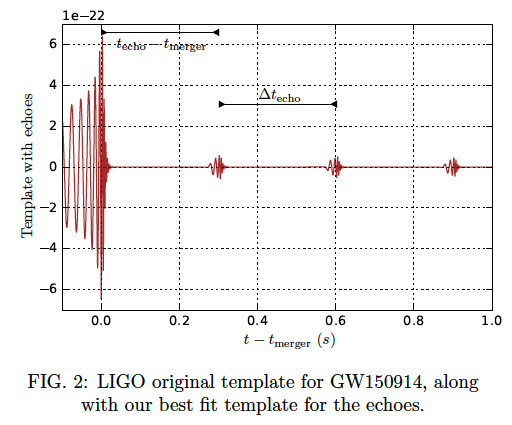 1e−22
t_echo − t_merger
Δt_echo
6
4
2
0
−2
−4
−6
Template with echoes
0.0 0.2 0.4 0.6 0.8 1.0
t − t_merger (s)
FIG. 2: LIGO original template for GW150914, along
with our best fit template for the echoes.